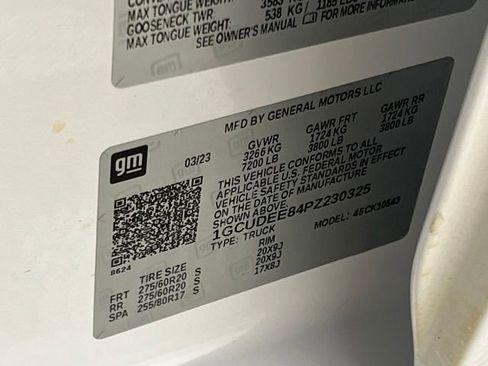 MAX TONGUE WEIGHT: 3583
GOOSENECK TWR
MAX TONGUE WEIGHT: 538 KG / 1185
SEE OWNER'S MANUAL FOR MORE INFORMATION
MFD BY GENERAL MOTORS LLC
gm
03/23
GVWR GAWR FRT GAWR RR
3266 KG 1724 KG 1724 KG
7200 LB 3800 LB 3800 LB
THIS VEHICLE CONFORMS TO ALL
APPLICABLE U.S. FEDERAL MOTOR
VEHICLE SAFETY STANDARDS IN EFFECT
ON THE DATE OF MANUFACTURE
SHOWN ABOVE.
1GCUDEE84PZ230325
TYPE: TRUCK MODEL:
8624
TIRE SIZE RIM
FRT 275/60R20 S 20X9J
RR 275/60R20 S 20X9J
SPA 255/80R17 S 17X8J